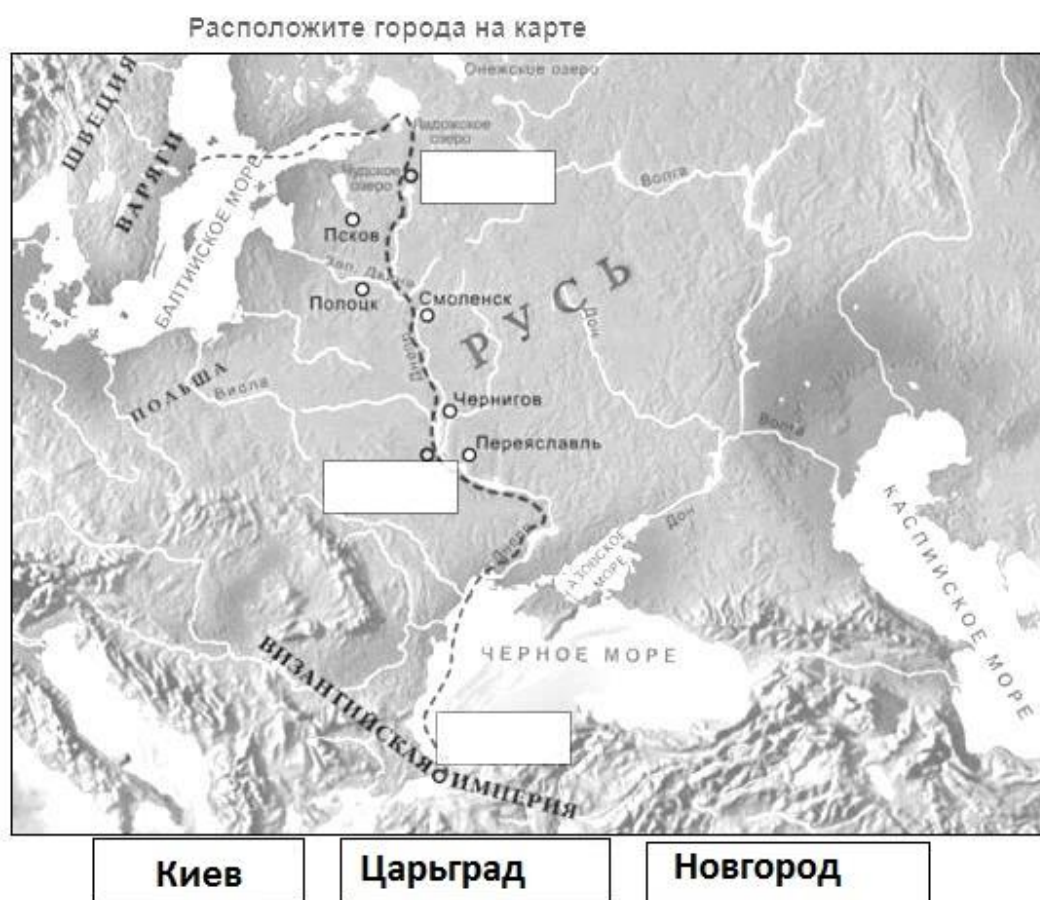 Расположите города на карте
Онежское озеро
ШВЕЦИЯ
ВАРЯГИ
Ладожское
озеро
Чудское
озеро
Волга
БАЛТИЙСКОЕ МОРЕ
Псков
Зап. Двина
Полоцк
Смоленск
РУСЬ
Дон
Днепр
ПОЛЬША
Висла
Чернигов
Волга
Переяславль
Дон
Днепр
АЗОВСКОЕ
МОРЕ
КАСПИЙСКОЕ МОРЕ
ЧЕРНОЕ МОРЕ
ВИЗАНТИЙСКАЯ ИМПЕРИЯ
Киев
Царьград
Новгород